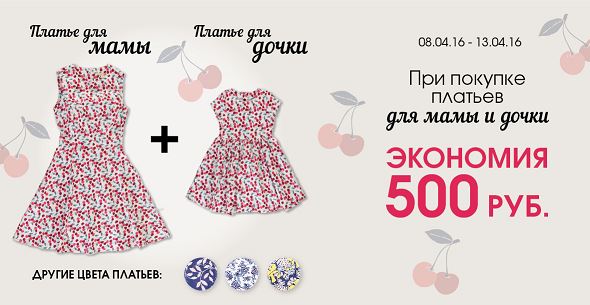 Платье для
мамы
Платье для
дочки
+
ДРУГИЕ ЦВЕТА ПЛАТЬЕВ:
08.04.16 - 13.04.16
При покупке
платьев
для мамы и дочки
ЭКОНОМИЯ
500 РУБ.